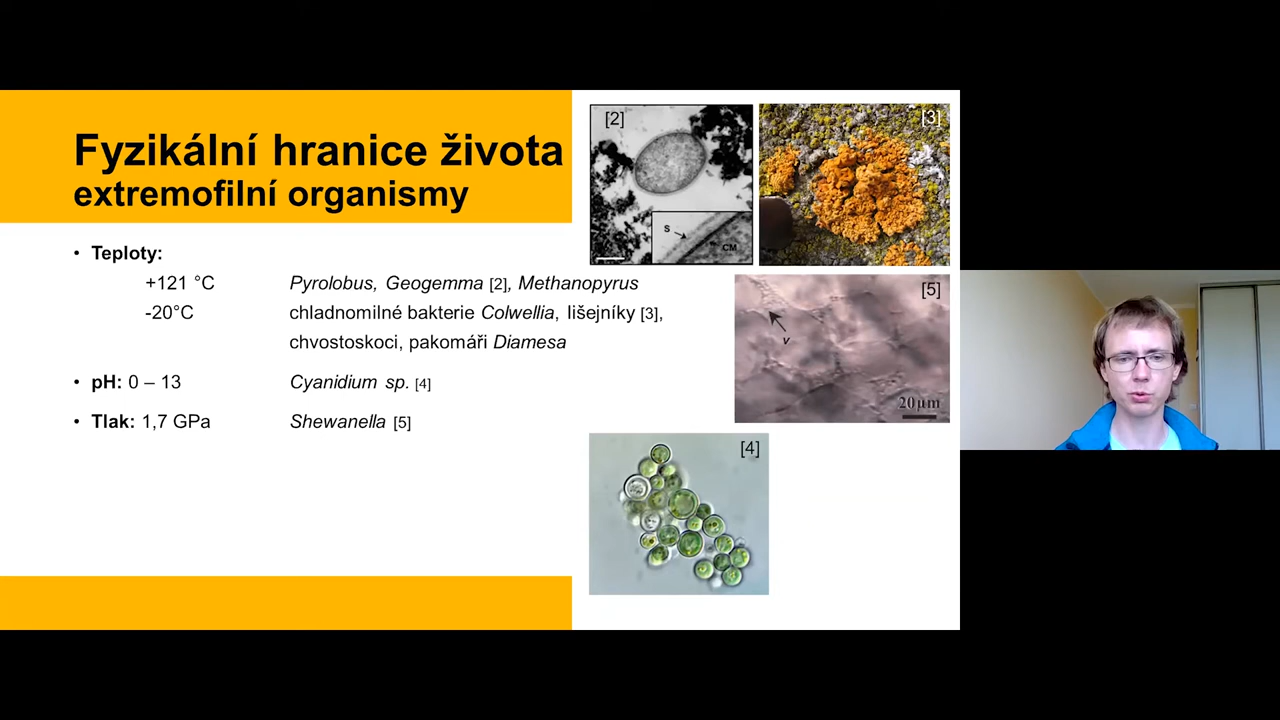 Fyzikální hranice života
extremofilní organismy
• Teploty:
+121 °C Pyrolobus, Geogemma [2], Methanopyrus
-20°C chladnomilné bakterie Colwellia, lišejníky [3],
chvostoskoci, pakomáři Diamesa
• pH: 0 – 13 Cyanidium sp. [4]
• Tlak: 1,7 GPa Shewanella [5]
[2]
S
CM
[3]
[5]
v
20μm
[4]